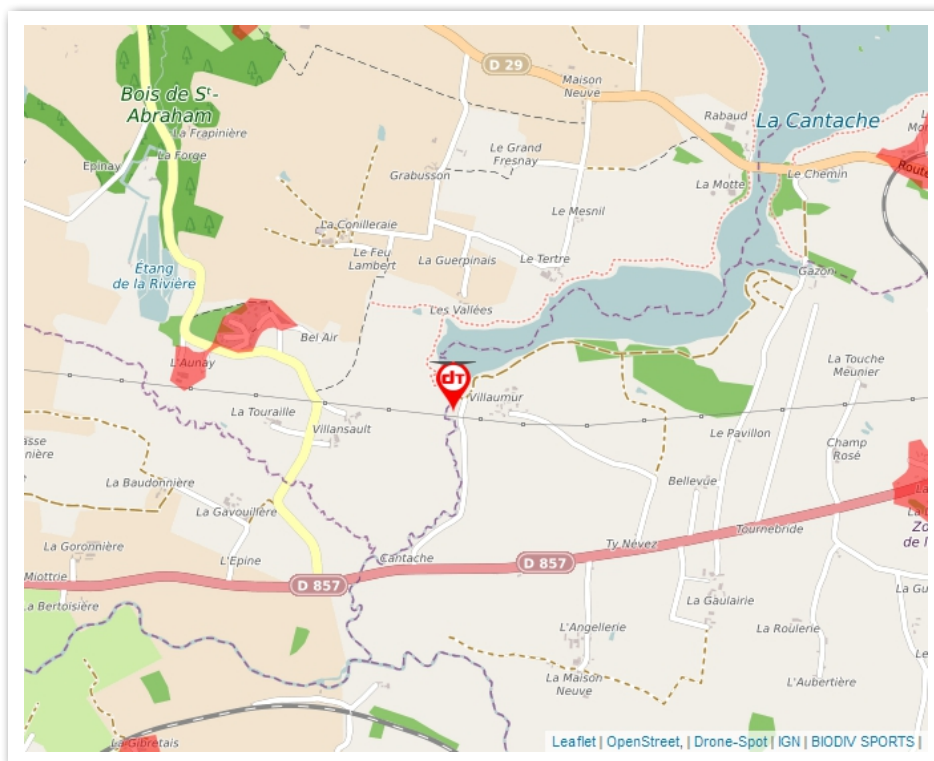 D 29
Maison
Neuve
Bois de Sᵗ-
Abraham
La Frapinière
La Forge
Epinay
Rabaud
La Cantache
Le Grand
Fresnay
Grabusson
La Motte
Le Chemin
Route
Le Mesnil
La Conilleraie
Le Feu
Lambert
La Guerpinais
Le Tertre
Gazon
Étang
de la Rivière
Les Vallées
Bel Air
L'Aunay
La Touche
Meunier
dT
Villaumur
La Touraille
Villansault
Le Pavillon
Champ
Rosé
La Baudonnière
Bellevue
La Gavouillère
Tournebride
La Goronnière
L'Epine
Cantache
Ty Névez
D 857
D 857
Miottrie
La Bertoisière
La Gaulairie
L'Angellerie
La Roulerie
La Maison
Neuve
L'Aubertière
La Gibretais
Leaflet | OpenStreet, | Drone-Spot | IGN | BIODIV SPORTS |